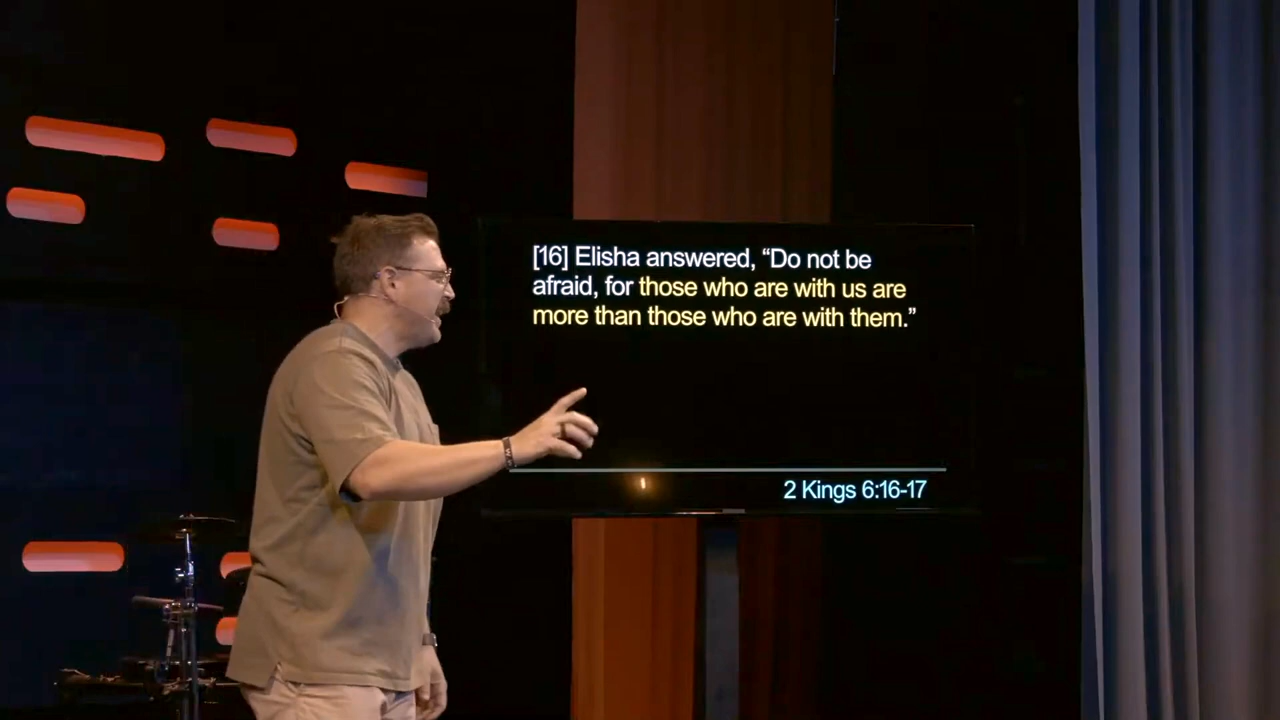 [16] Elisha answered, “Do not be
afraid, for those who are with us are
more than those who are with them.”
2 Kings 6:16-17